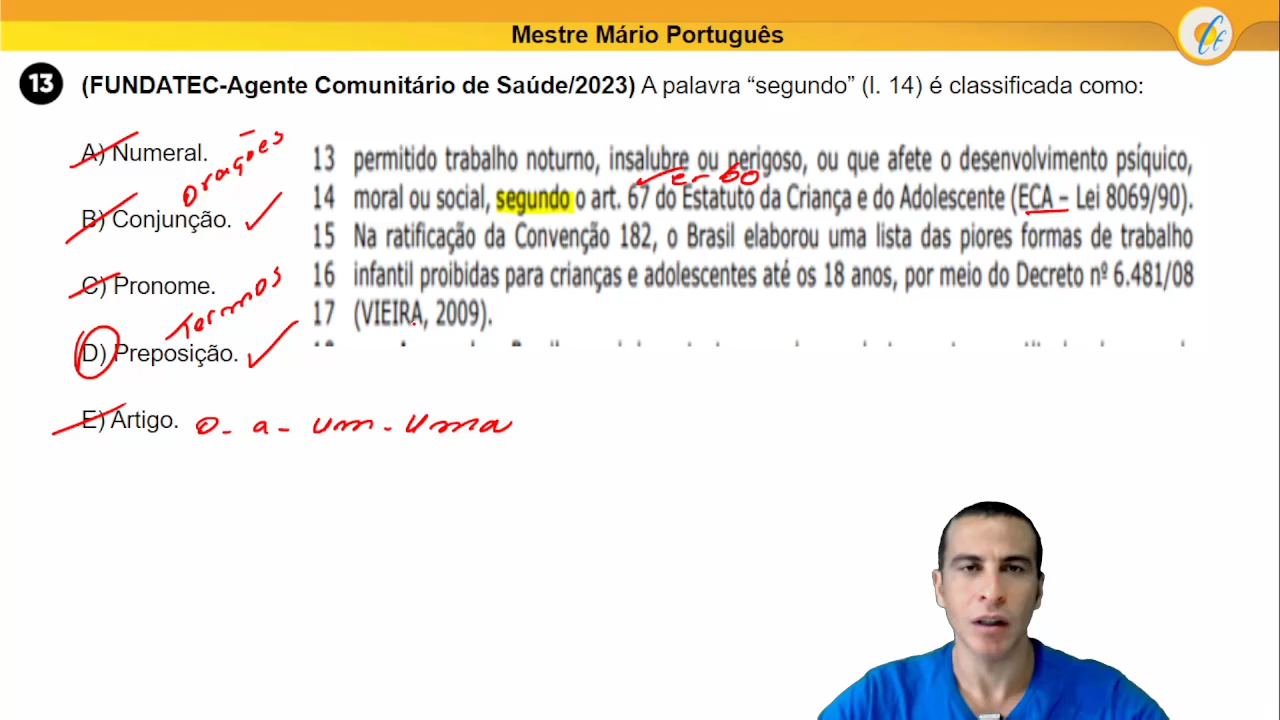 Mestre Mário Português
13 (FUNDATEC-Agente Comunitário de Saúde/2023) A palavra “segundo” (l. 14) é classificada como:
A) Numeral.
orações
B) Conjunção.
C) Pronome.
Termos
D) Preposição.
E) Artigo. o - a - um - uma
13 permitido trabalho noturno, insalubre ou perigoso, ou que afete o desenvolvimento psíquico,
14 moral ou social, segundo o art. 67 do Estatuto da Criança e do Adolescente (ECA – Lei 8069/90).
15 Na ratificação da Convenção 182, o Brasil elaborou uma lista das piores formas de trabalho
16 infantil proibidas para crianças e adolescentes até os 18 anos, por meio do Decreto nº 6.481/08
17 (VIEIRA, 2009).